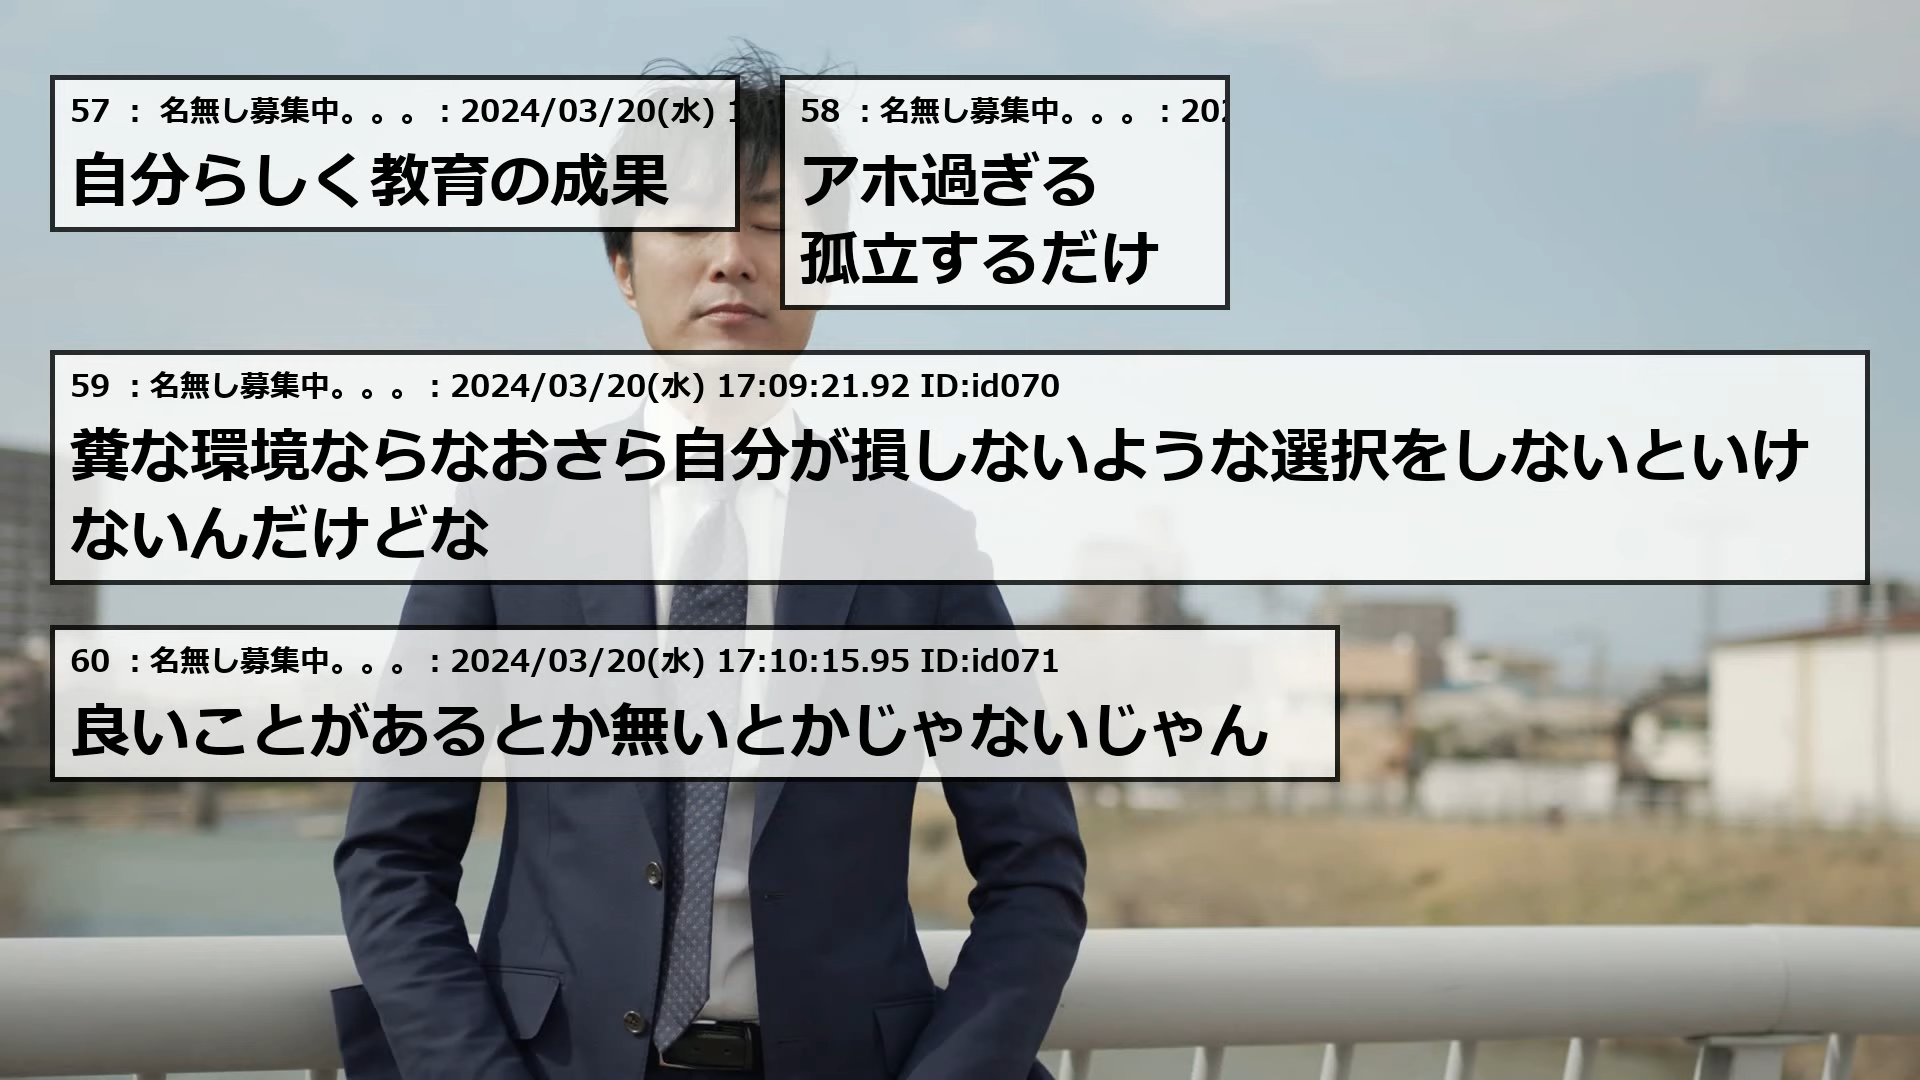 57 ： 名無し募集中。。。：2024/03/20(水) 1
自分らしく教育の成果
58 ：名無し募集中。。。：202
アホ過ぎる
孤立するだけ
59 ：名無し募集中。。。：2024/03/20(水) 17:09:21.92 ID:id070
糞な環境ならなおさら自分が損しないような選択をしないといけ
ないんだけどな
60 ：名無し募集中。。。：2024/03/20(水) 17:10:15.95 ID:id071
良いことがあるとか無いとかじゃないじゃん